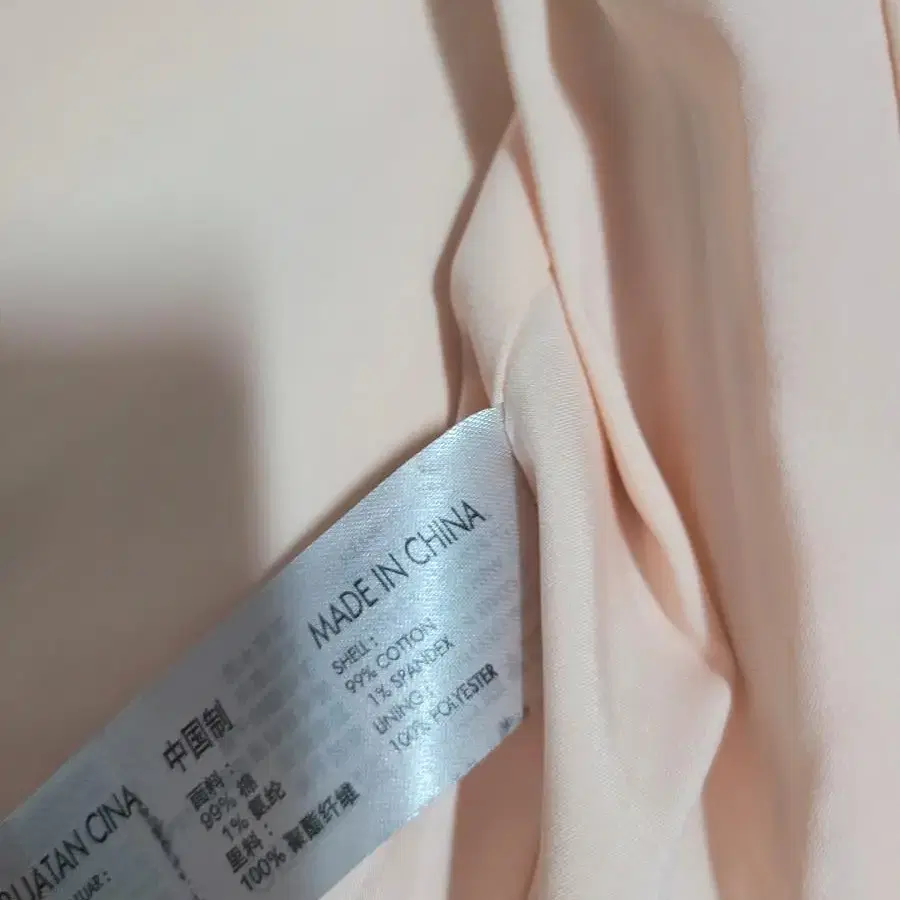 MADE IN CHINA
SHELL:
99% COTTON
1% SPANDEX
LINING:
100% POLYESTER
中国制
面料:
99% 棉
1% 氨纶
里料:
100% 聚酯纤维
BUATAN CINA